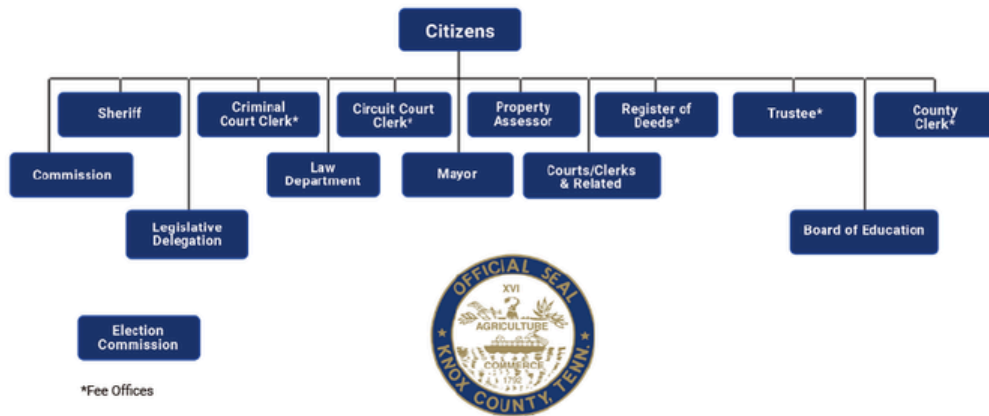 Citizens
Sheriff
Criminal
Court Clerk*
Circuit Court
Clerk*
Property
Assessor
Register of
Deeds*
Trustee*
County
Clerk*
Commission
Law
Department
Mayor
Courts/Clerks
& Related
Legislative
Delegation
Board of Education
Election
Commission
*Fee Offices
OFFICIAL SEAL
XVI
AGRICULTURE
COMMERCE
1792
KNOX COUNTY, TENN.